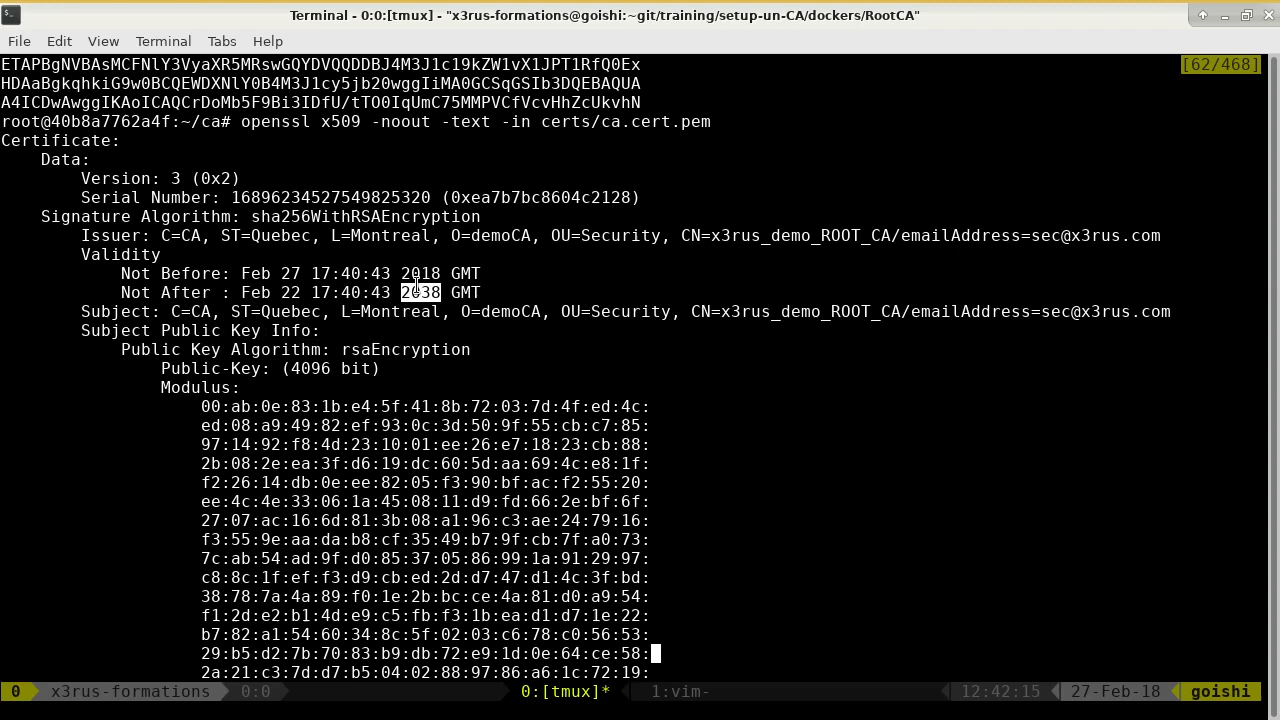 Terminal - 0:0:[tmux] - "x3rus-formations@goishi:~git/training/setup-un-CA/dockers/RootCA"
File Edit View Terminal Tabs Help
ETAPBgNVBAsMCFNlY3VyaXR5MRswGQYDVQQDDBJ4M3J1c19kZW1vX1JPT1RfQ0Ex [62/468]
HDAaBgkqhkiG9w0BCQEWDXNlY0B4M3J1cy5jb20wggIiMA0GCSqGSIb3DQEBAQUA
A4ICDwAwggIKAoICAQCrDoMb5F9Bi3IDfU/tTO0IqUmC75MMPVCfVcvHhZcUkvhN
root@40b8a7762a4f:~/ca# openssl x509 -noout -text -in certs/ca.cert.pem
Certificate:
Data:
Version: 3 (0x2)
Serial Number: 16896234527549825320 (0xea7b7bc8604c2128)
Signature Algorithm: sha256WithRSAEncryption
Issuer: C=CA, ST=Quebec, L=Montreal, O=demoCA, OU=Security, CN=x3rus_demo_ROOT_CA/emailAddress=sec@x3rus.com
Validity
Not Before: Feb 27 17:40:43 2018 GMT
Not After : Feb 22 17:40:43 2038 GMT
Subject: C=CA, ST=Quebec, L=Montreal, O=demoCA, OU=Security, CN=x3rus_demo_ROOT_CA/emailAddress=sec@x3rus.com
Subject Public Key Info:
Public Key Algorithm: rsaEncryption
Public-Key: (4096 bit)
Modulus:
00:ab:0e:83:1b:e4:5f:41:8b:72:03:7d:4f:ed:4c:
ed:08:a9:49:82:ef:93:0c:3d:50:9f:55:cb:c7:85:
97:14:92:f8:4d:23:10:01:ee:26:e7:18:23:cb:88:
2b:08:2e:ea:3f:d6:19:dc:60:5d:aa:69:4c:e8:1f:
f2:26:14:db:0e:ee:82:05:f3:90:bf:ac:f2:55:20:
ee:4c:4e:33:06:1a:45:08:11:d9:fd:66:2e:bf:6f:
27:07:ac:16:6d:81:3b:08:a1:96:c3:ae:24:79:16:
f3:55:9e:aa:da:b8:cf:35:49:b7:9f:cb:7f:a0:73:
7c:ab:54:ad:9f:d0:85:37:05:86:99:1a:91:29:97:
c8:8c:1f:ef:f3:d9:cb:ed:2d:d7:47:d1:4c:3f:bd:
38:78:7a:4a:89:f0:1e:2b:bc:ce:4a:81:d0:a9:54:
f1:2d:e2:b1:4d:e9:c5:fb:f3:1b:ea:d1:d7:1e:22:
b7:82:a1:54:60:34:8c:5f:02:03:c6:78:c0:56:53:
29:b5:d2:7b:70:83:b9:db:72:e9:1d:0e:64:ce:58:
2a:21:c3:7d:d7:b5:04:02:88:97:86:a6:1c:72:19:
0 x3rus-formations 0:0 0:[tmux]* 1:vim- 12:42:15 27-Feb-18 goishi